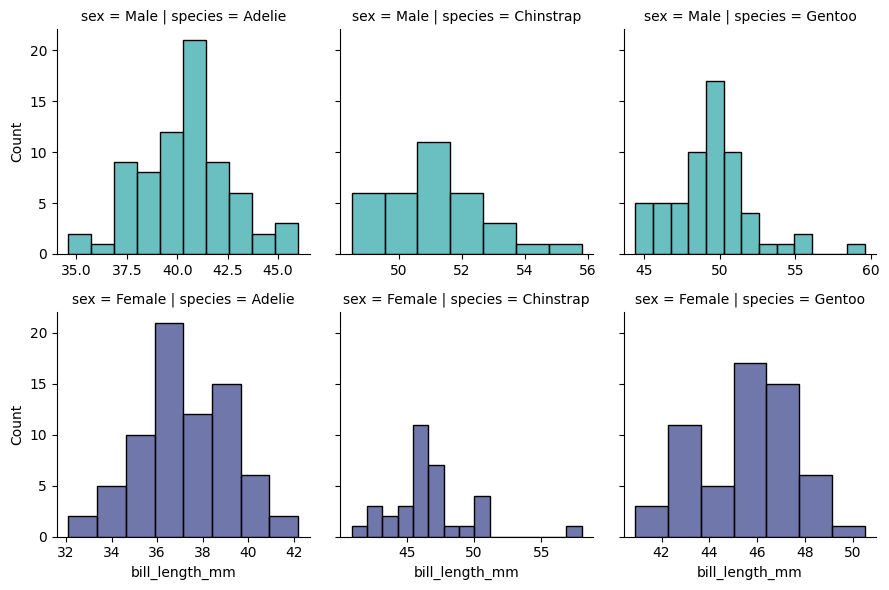 sex = Male | species = Adelie
sex = Male | species = Chinstrap
sex = Male | species = Gentoo
Count
20
15
10
5
0
35.0 37.5 40.0 42.5 45.0
50 52 54 56
45 50 55 60
sex = Female | species = Adelie
sex = Female | species = Chinstrap
sex = Female | species = Gentoo
Count
20
15
10
5
0
32 34 36 38 40 42
45 50 55
42 44 46 48 50
bill_length_mm
bill_length_mm
bill_length_mm